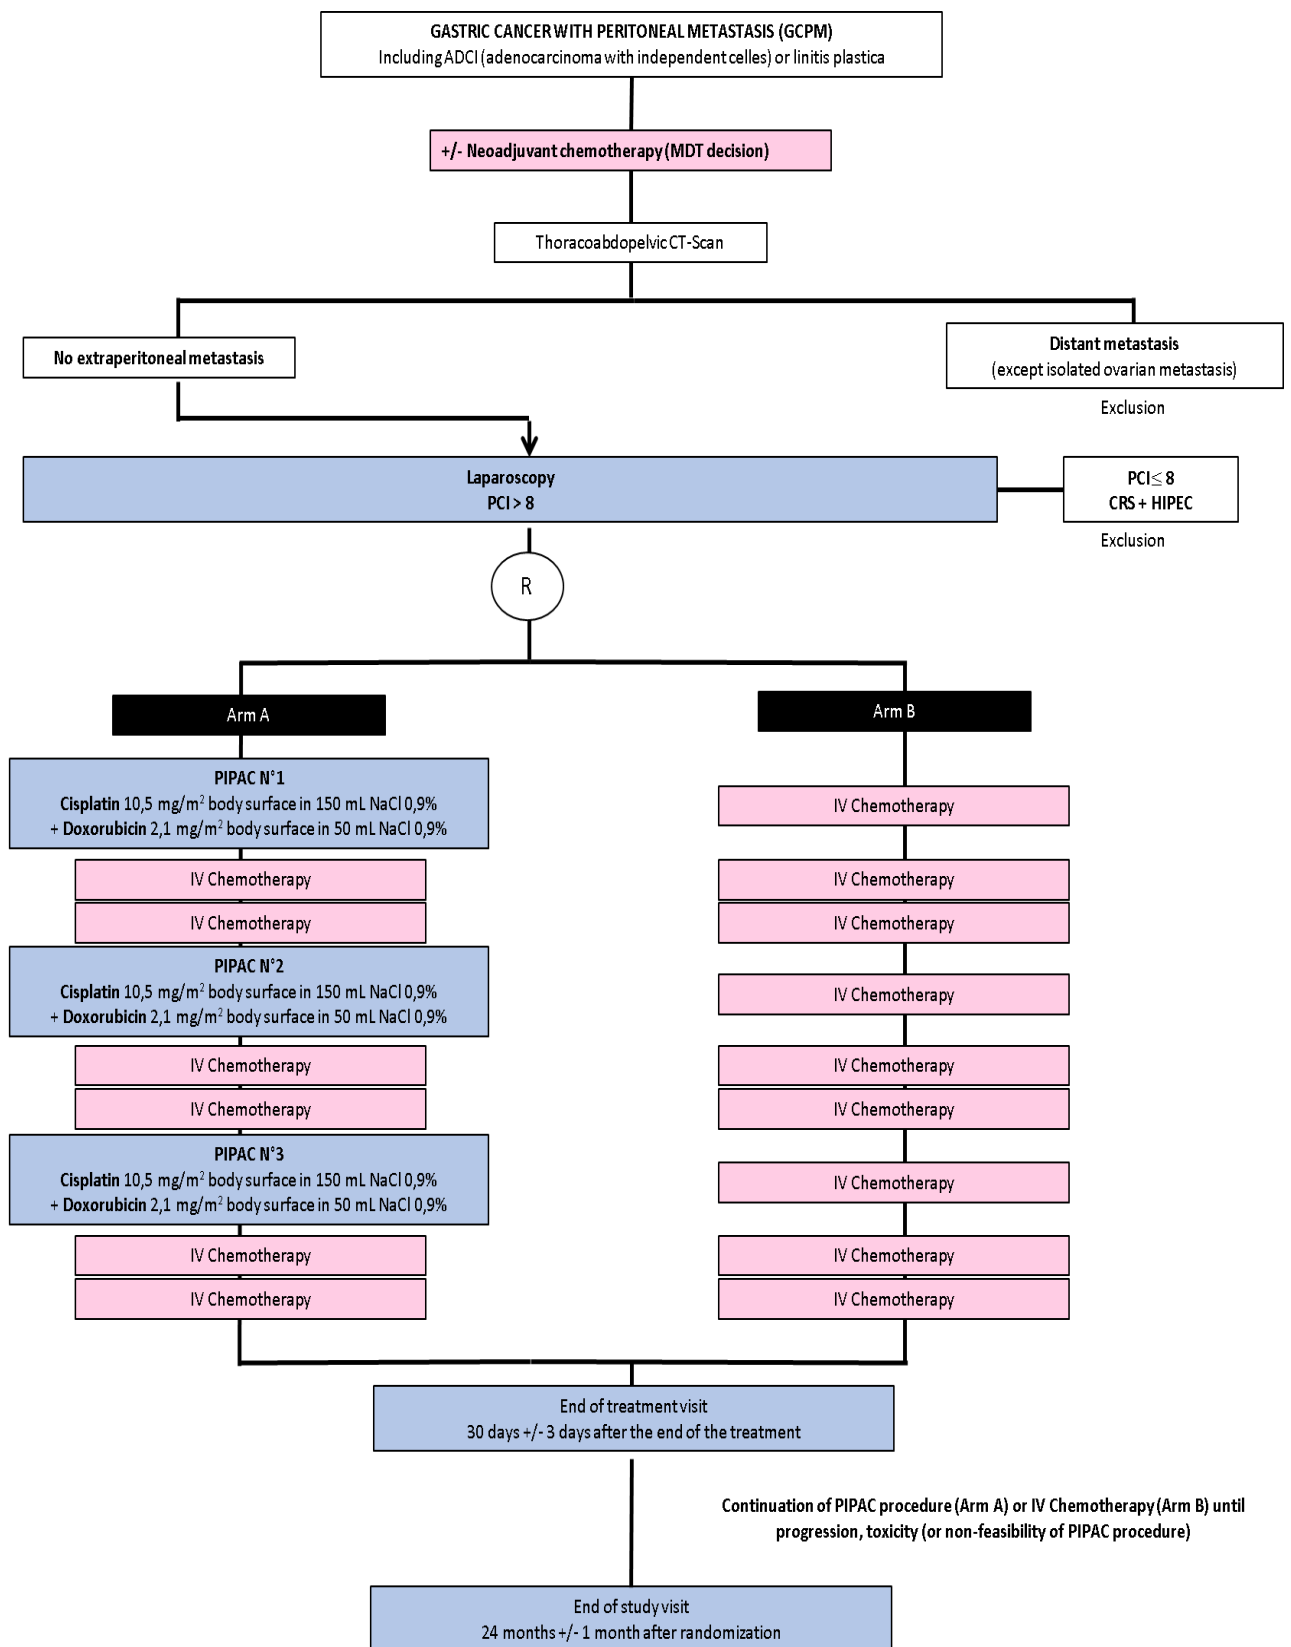 GASTRIC CANCER WITH PERITONEAL METASTASIS (GCPM)
Including ADCI (adenocarcinoma with independent celles) or linitis plastica
+/- Neoadjuvant chemotherapy (MDT decision)
Thoracoabdopelvic CT-Scan
No extraperitoneal metastasis
Distant metastasis
(except isolated ovarian metastasis)
Exclusion
Laparoscopy
PCI > 8
PCI ≤ 8
CRS + HIPEC
Exclusion
R
Arm A
PIPAC N°1
Cisplatin 10,5 mg/m² body surface in 150 mL NaCl 0,9%
+ Doxorubicin 2,1 mg/m² body surface in 50 mL NaCl 0,9%
IV Chemotherapy
IV Chemotherapy
PIPAC N°2
Cisplatin 10,5 mg/m² body surface in 150 mL NaCl 0,9%
+ Doxorubicin 2,1 mg/m² body surface in 50 mL NaCl 0,9%
IV Chemotherapy
IV Chemotherapy
PIPAC N°3
Cisplatin 10,5 mg/m² body surface in 150 mL NaCl 0,9%
+ Doxorubicin 2,1 mg/m² body surface in 50 mL NaCl 0,9%
IV Chemotherapy
IV Chemotherapy
Arm B
IV Chemotherapy
IV Chemotherapy
IV Chemotherapy
IV Chemotherapy
IV Chemotherapy
IV Chemotherapy
IV Chemotherapy
IV Chemotherapy
IV Chemotherapy
End of treatment visit
30 days +/- 3 days after the end of the treatment
Continuation of PIPAC procedure (Arm A) or IV Chemotherapy (Arm B) until
progression, toxicity (or non-feasibility of PIPAC procedure)
End of study visit
24 months +/- 1 month after randomization